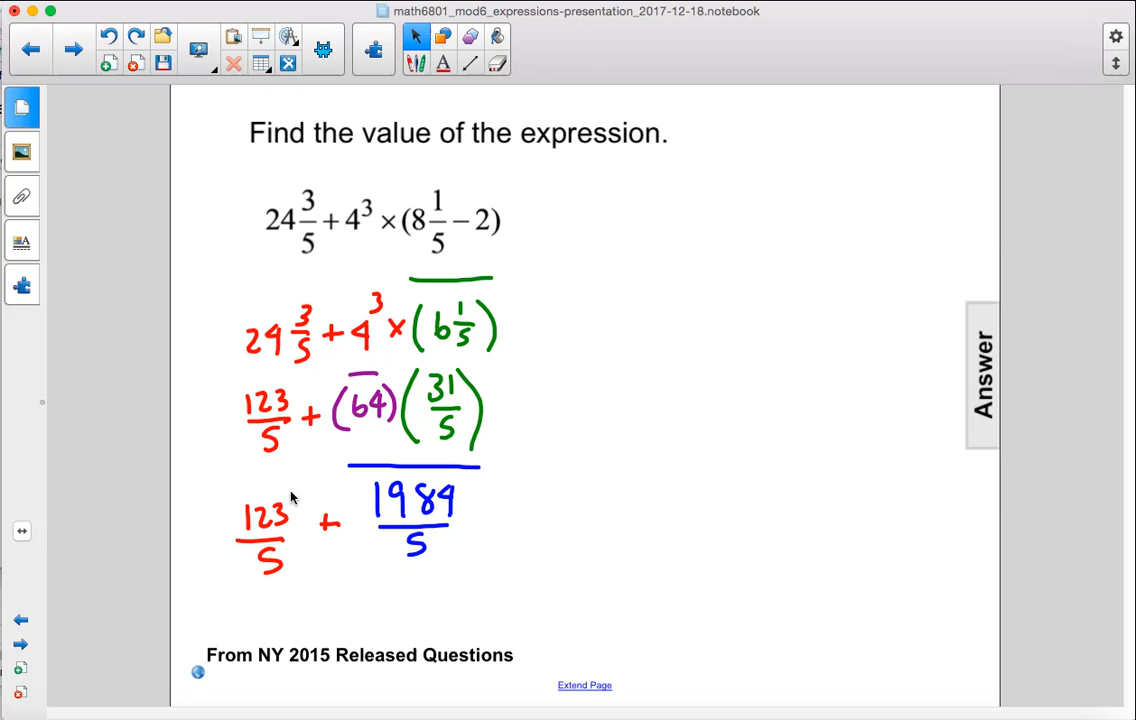 math6801_mod6_expressions-presentation_2017-12-18.notebook
Find the value of the expression.
24 3/5 + 4³ × (8 1/5 − 2)
24 3/5 + 4³ × (6 1/5)
123/5 + (64) (31/5)
123/5 + 1984/5
Answer
From NY 2015 Released Questions
Extend Page